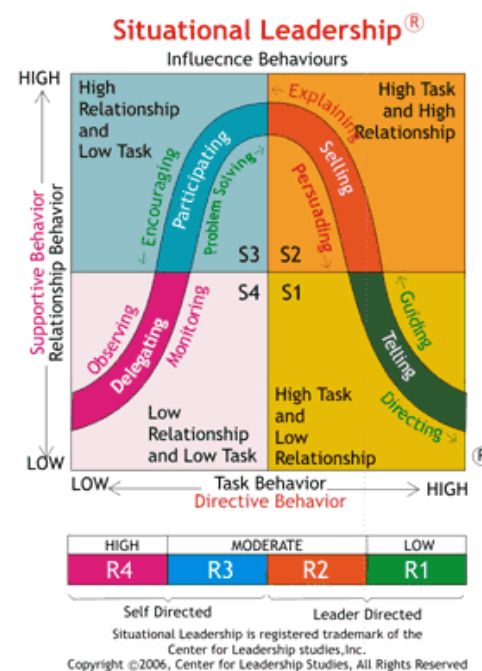 Situational Leadership®
Influecnce Behaviours
HIGH
High
Relationship
and
Low Task
High Task
and High
Relationship
Explaining
Selling
Persuading
Encouraging
Participating
Problem Solving
S3
S2
S4
S1
Supportive Behavior
Relationship Behavior
Observing
Delegating
Monitoring
Guiding
Telling
Directing
Low
Relationship
and Low Task
High Task
and
Low
Relationship
LOW
®
LOW
Task Behavior
HIGH
Directive Behavior
HIGH
MODERATE
LOW
R4
R3
R2
R1
Self Directed
Leader Directed
Situational Leadership is registered trademark of the
Center for Leadership studies,Inc.
Copyright ©2006, Center for Leadership Studies, All Rights Reserved